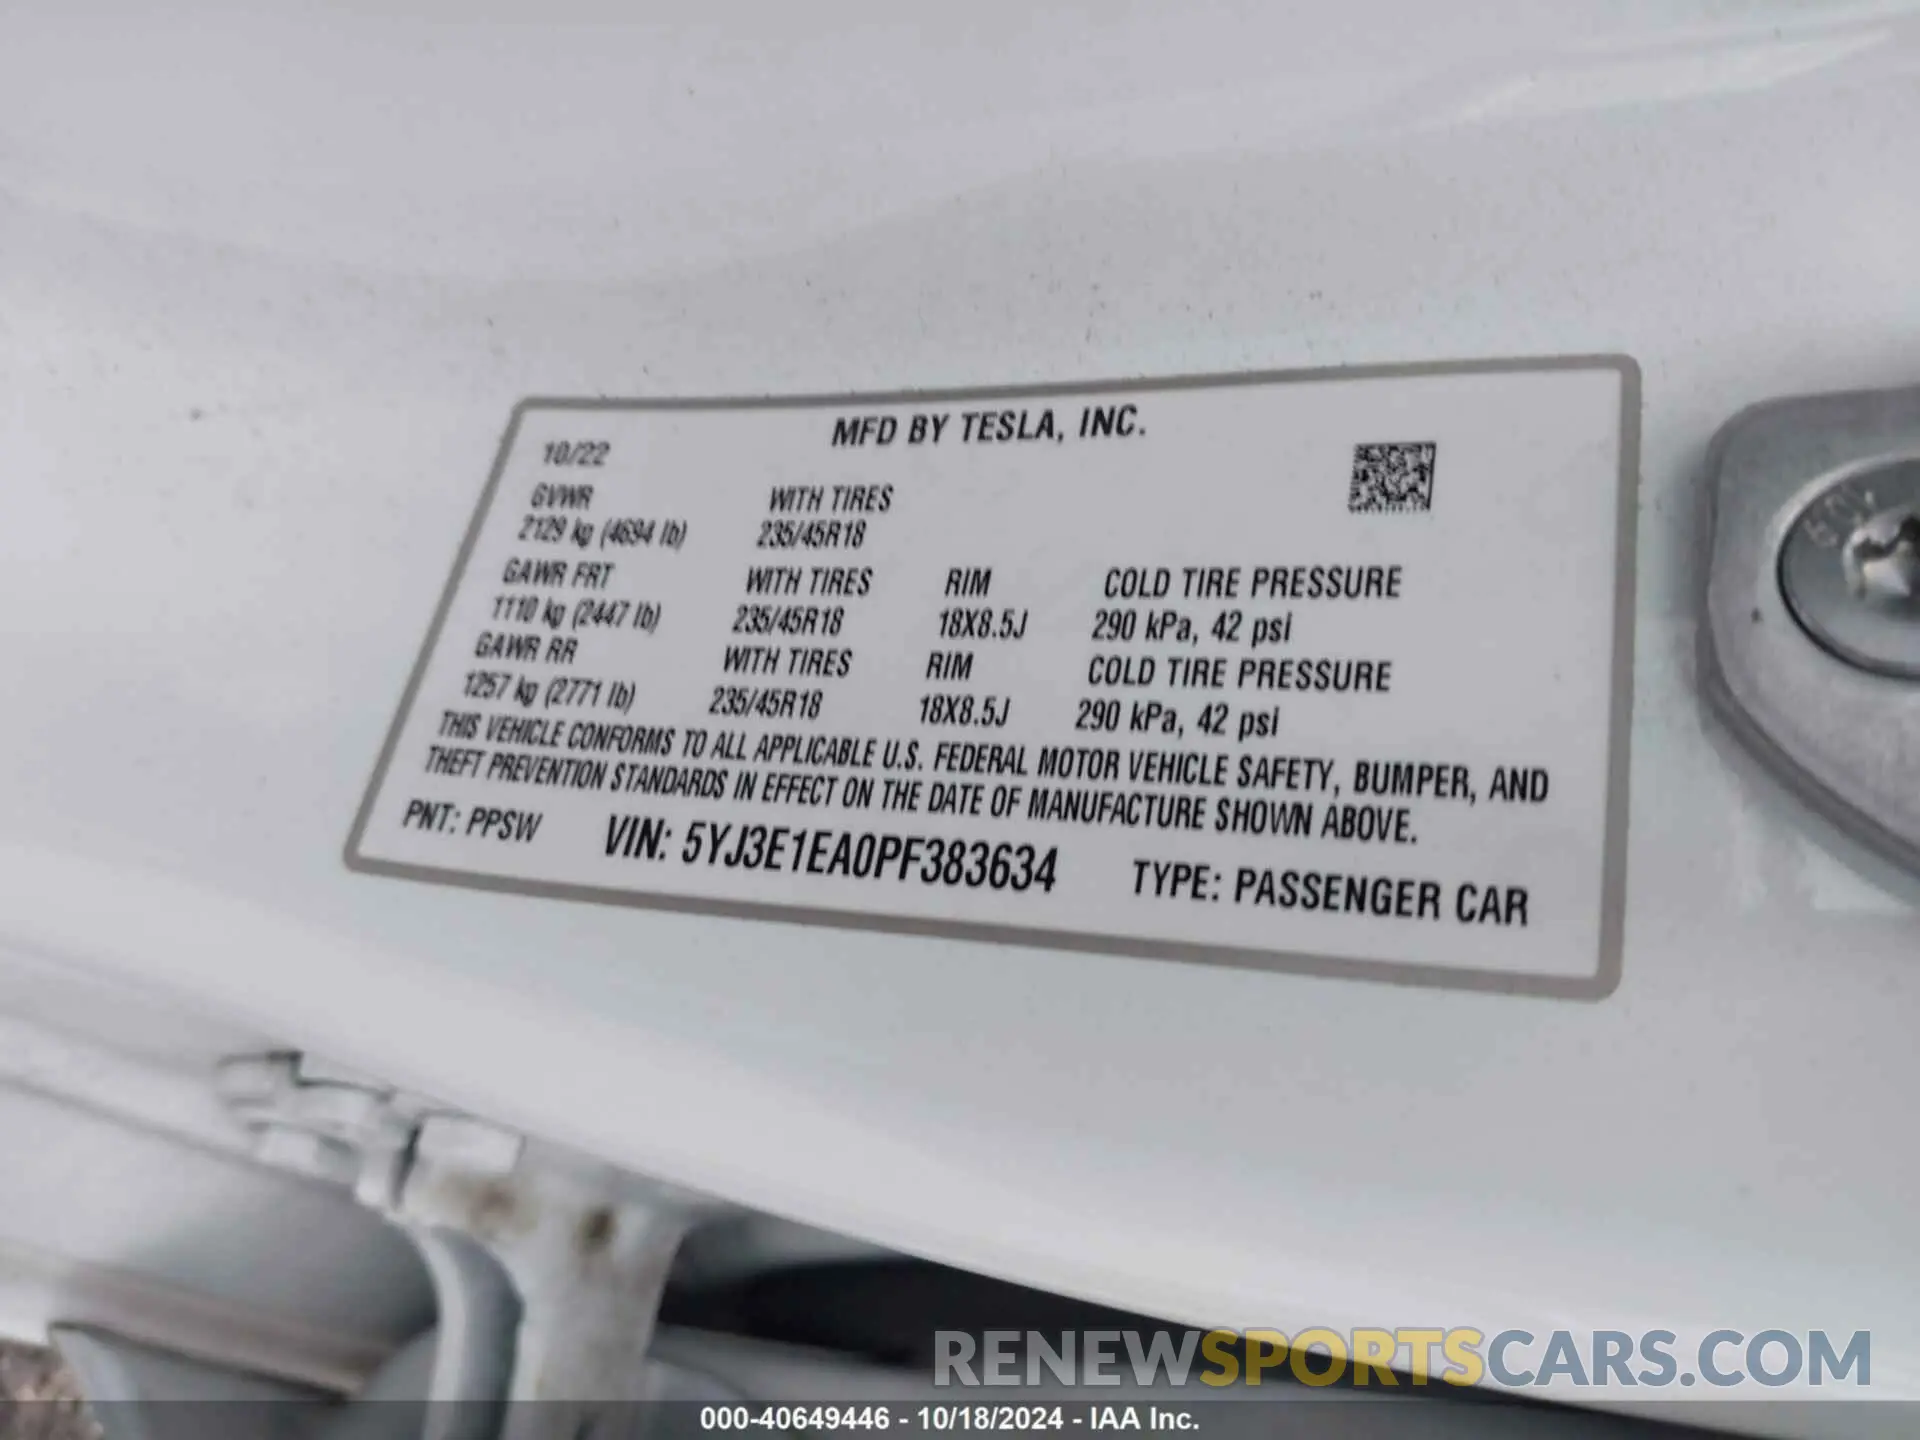 MFD BY TESLA, INC.
10/22
GVWR WITH TIRES
2129 kg (4694 lb) 235/45R18
GAWR FRT WITH TIRES RIM COLD TIRE PRESSURE
1110 kg (2447 lb) 235/45R18 18X8.5J 290 kPa, 42 psi
GAWR RR WITH TIRES RIM COLD TIRE PRESSURE
1257 kg (2771 lb) 235/45R18 18X8.5J 290 kPa, 42 psi
THIS VEHICLE CONFORMS TO ALL APPLICABLE U.S. FEDERAL MOTOR VEHICLE SAFETY, BUMPER, AND
THEFT PREVENTION STANDARDS IN EFFECT ON THE DATE OF MANUFACTURE SHOWN ABOVE.
PNT: PPSW VIN: 5YJ3E1EA0PF383634 TYPE: PASSENGER CAR
RENEWSPORTSCARS.COM
000-40649446 - 10/18/2024 - IAA Inc.